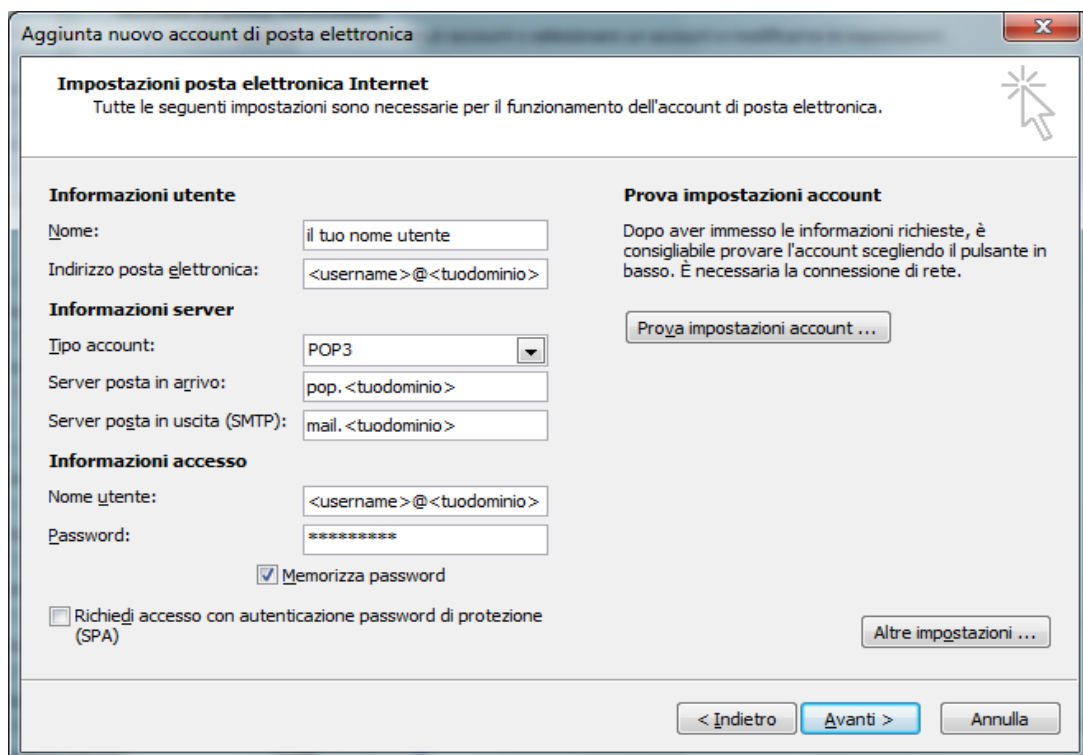 Aggiunta nuovo account di posta elettronica
Impostazioni posta elettronica Internet
Tutte le seguenti impostazioni sono necessarie per il funzionamento dell'account di posta elettronica.
Informazioni utente
Nome:
il tuo nome utente
Indirizzo posta elettronica:
<username>@<tuodominio>
Informazioni server
Tipo account:
POP3
Server posta in arrivo:
pop.<tuodominio>
Server posta in uscita (SMTP):
mail.<tuodominio>
Informazioni accesso
Nome utente:
<username>@<tuodominio>
Password:
*********
Memorizza password
Richiedi accesso con autenticazione password di protezione
(SPA)
Prova impostazioni account
Dopo aver immesso le informazioni richieste, è
consigliabile provare l'account scegliendo il pulsante in
basso. È necessaria la connessione di rete.
Prova impostazioni account ...
Altre impostazioni ...
< Indietro
Avanti >
Annulla